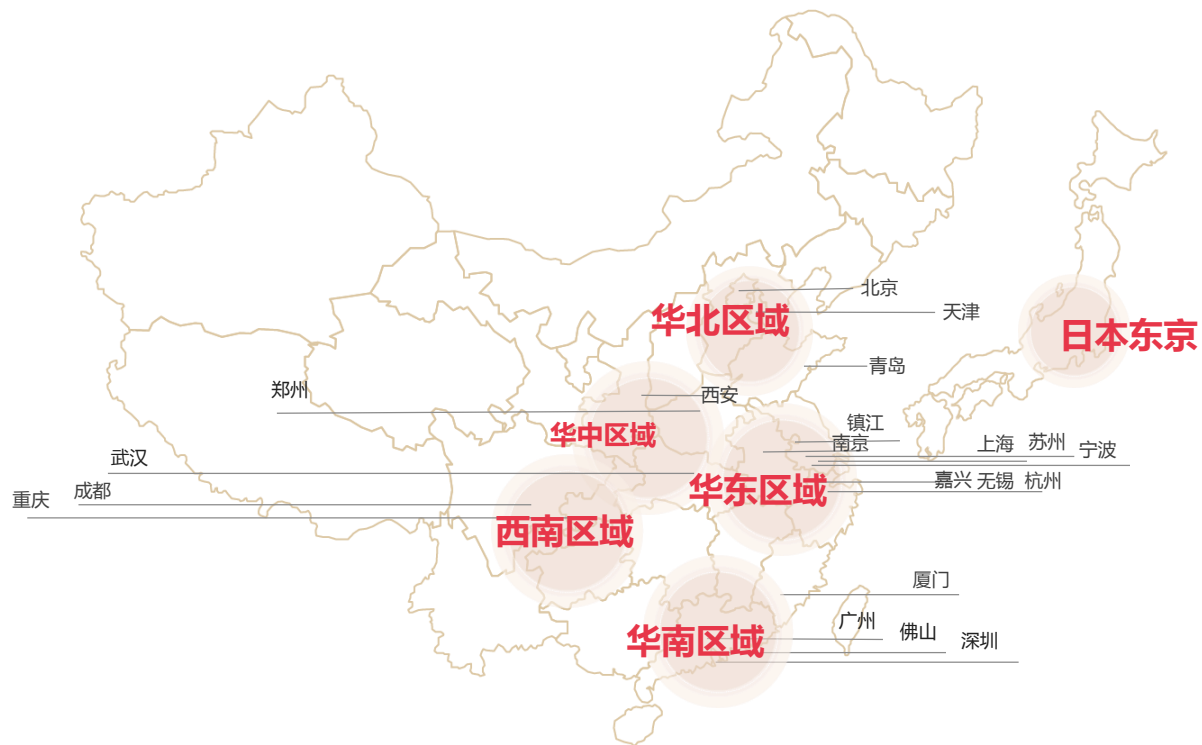 北京
华北区域
天津
日本东京
青岛
郑州
西安
华中区域
镇江
南京
上海
苏州
宁波
武汉
成都
重庆
华东区域
嘉兴
无锡
杭州
西南区域
厦门
广州
佛山
深圳
华南区域